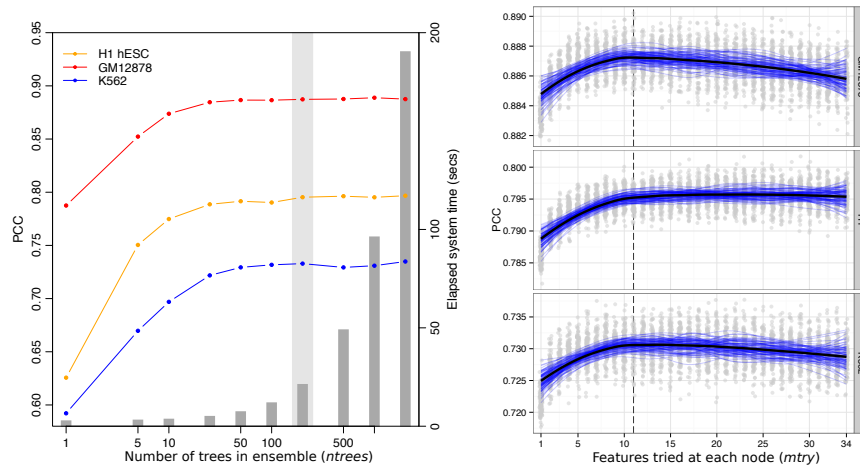 0.95
0.90
0.85
0.80
0.75
0.70
0.65
0.60
PCC
H1 hESC
GM12878
K562
200
100
50
0
Elapsed system time (secs)
1 5 10 50 100 500
Number of trees in ensemble (ntrees)
0.890
0.888
0.886
0.884
0.882
0.800
0.795
0.790
0.785
PCC
0.735
0.730
0.725
0.720
1 5 10 15 20 25 30 34
Features tried at each node (mtry)